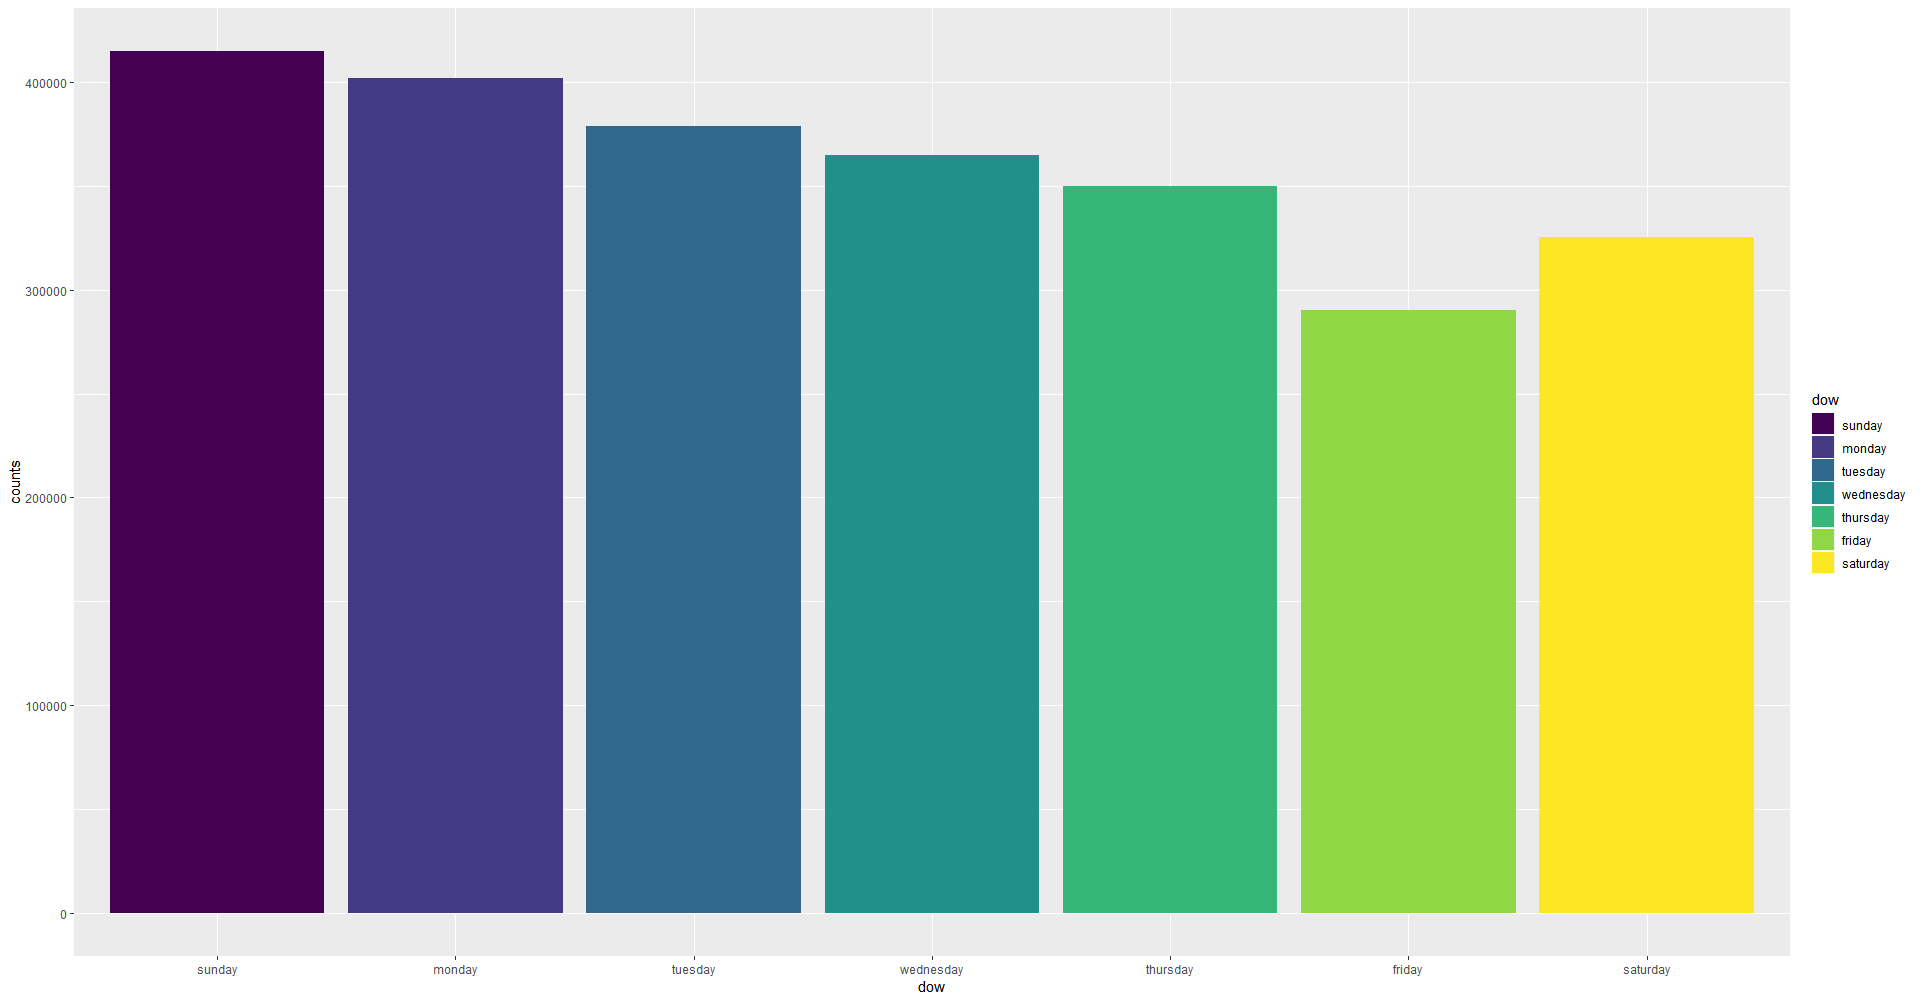 400000
300000
200000
100000
0
counts
sunday monday tuesday wednesday thursday friday saturday
dow
dow
sunday
monday
tuesday
wednesday
thursday
friday
saturday